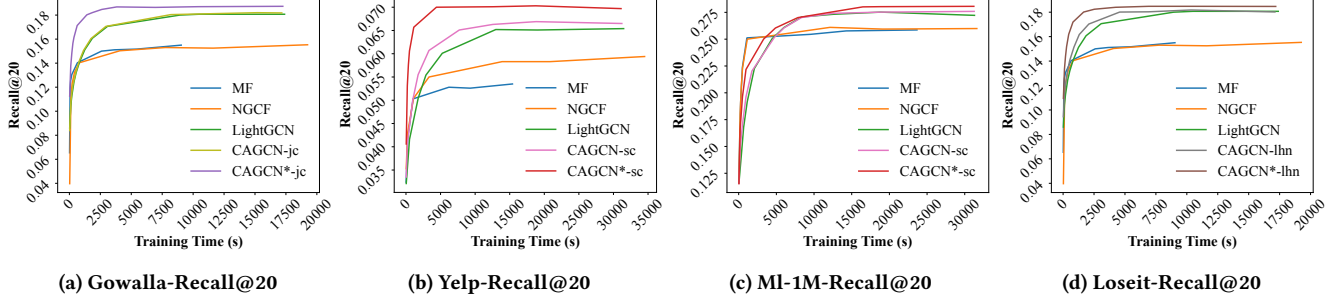 0.18
0.16
0.14
0.12
0.10
0.08
0.06
0.04
Recall@20
MF
NGCF
LightGCN
CAGCN-jc
CAGCN*-jc
0
2500
5000
7500
10000
12500
15000
17500
20000
Training Time (s)
(a) Gowalla-Recall@20
0.070
0.065
0.060
0.055
0.050
0.045
0.040
0.035
Recall@20
MF
NGCF
LightGCN
CAGCN-sc
CAGCN*-sc
0
5000
10000
15000
20000
25000
30000
35000
Training Time (s)
(b) Yelp-Recall@20
0.275
0.250
0.225
0.200
0.175
0.150
0.125
Recall@20
MF
NGCF
LightGCN
CAGCN-sc
CAGCN*-sc
0
5000
10000
15000
20000
25000
30000
Training Time (s)
(c) Ml-1M-Recall@20
0.18
0.16
0.14
0.12
0.10
0.08
0.06
0.04
Recall@20
MF
NGCF
LightGCN
CAGCN-lhn
CAGCN*-lhn
0
2500
5000
7500
10000
12500
15000
17500
20000
Training Time (s)
(d) Loseit-Recall@20